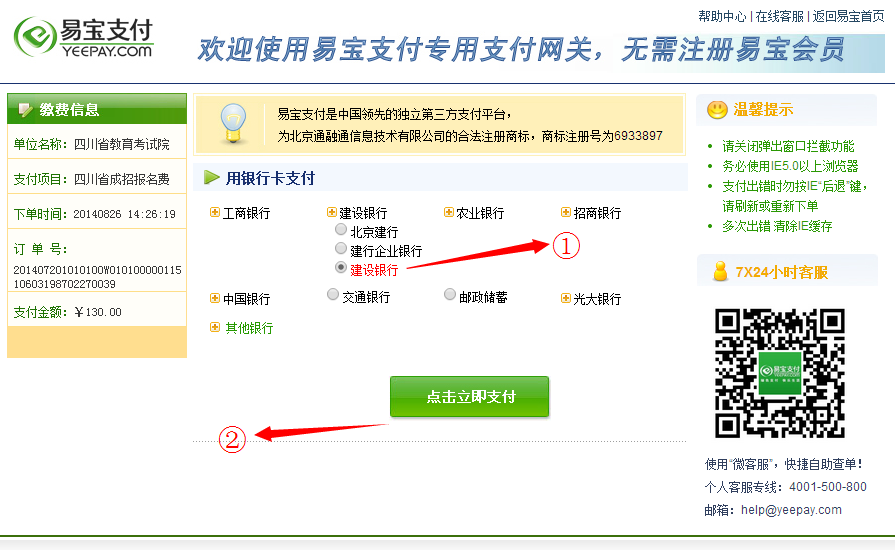 易宝支付
YEEPAY.COM
帮助中心 | 在线客服 | 返回易宝首页
欢迎使用易宝支付专用支付网关，无需注册易宝会员
缴费信息
单位名称：四川省教育考试院
支付项目：四川省成招报名费
下单时间：20140826 14:26:19
订 单 号：
201407201010100W010100000115
10603198702270039
支付金额：￥130.00
易宝支付是中国领先的独立第三方支付平台，
为北京通融通信息技术有限公司的合法注册商标，商标注册号为6933897
用银行卡支付
工商银行 建设银行 农业银行 招商银行
北京建行
建行企业银行
建设银行 ①
中国银行 交通银行 邮政储蓄 光大银行
其他银行
点击立即支付
②
温馨提示
请关闭弹出窗口拦截功能
务必使用IE5.0以上浏览器
支付出错时勿按IE“后退”键，
请刷新或重新下单
多次出错 清除IE缓存
7X24小时客服
易宝支付
YEEPAY.COM
使用“微客服”，快捷自助查单！
个人客服专线：4001-500-800
邮箱：help@yeepay.com